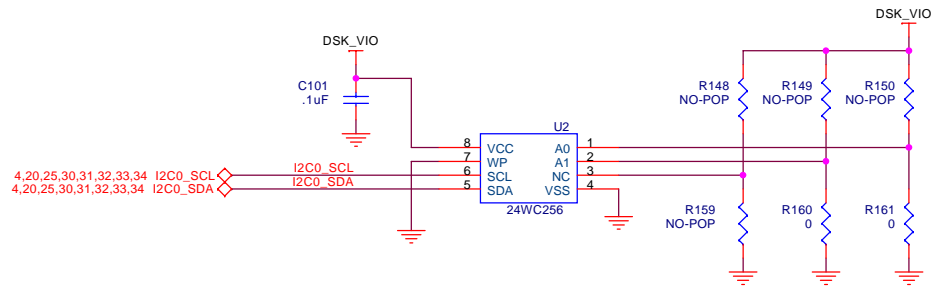 DSK_VIO
DSK_VIO
C101
.1uF
R148
NO-POP
R149
NO-POP
R150
NO-POP
U2
8 VCC A0 1
7 WP A1 2
6 SCL NC 3
5 SDA VSS 4
24WC256
4,20,25,30,31,32,33,34 I2C0_SCL I2C0_SCL
4,20,25,30,31,32,33,34 I2C0_SDA I2C0_SDA
R159
NO-POP
R160
0
R161
0